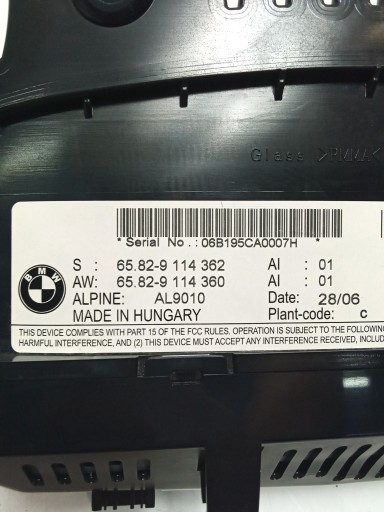 Glass >PMMA<
* Serial No. : 06B195CA0007H *
BMW
S : 65.82-9 114 362 AI : 01
AW: 65.82-9 114 360 AI : 01
ALPINE: AL9010 Date: 28/06
MADE IN HUNGARY Plant-code: c
THIS DEVICE COMPLIES WITH PART 15 OF THE FCC RULES. OPERATION IS SUBJECT TO THE FOLLOW
HARMFUL INTERFERENCE, AND (2) THIS DEVICE MUST ACCEPT ANY INTERFERENCE RECEIVED, INCLUD